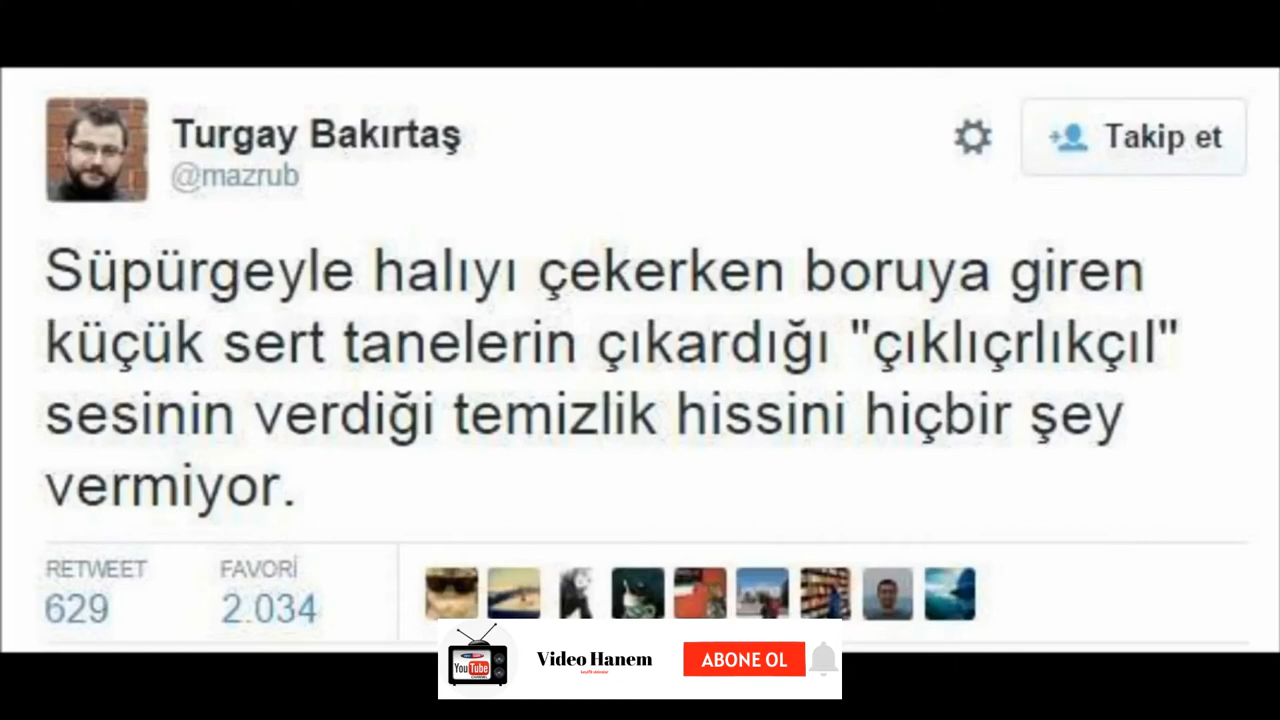 Turgay Bakırtaş
@mazrub
Takip et
Süpürgeyle halıyı çekerken boruya giren
küçük sert tanelerin çıkardığı "çıklıçrlıkçıl"
sesinin verdiği temizlik hissini hiçbir şey
vermiyor.
RETWEET FAVORİ
629 2.034
YouTube
Video Hanem
ABONE OL